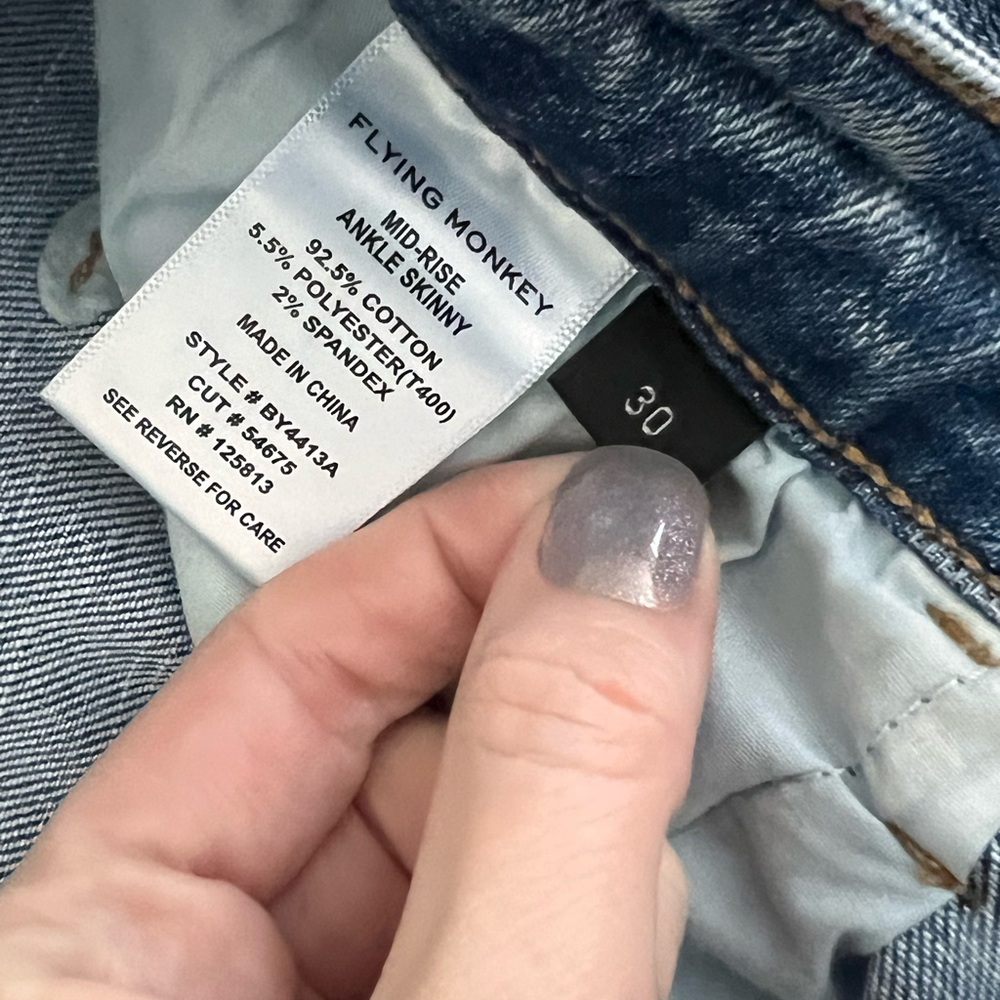 FLYING MONKEY
MID-RISE
ANKLE SKINNY
92.5% COTTON
5.5% POLYESTER(T400)
2% SPANDEX
MADE IN CHINA
STYLE # BY4413A
CUT # 54675
RN # 125813
SEE REVERSE FOR CARE
30